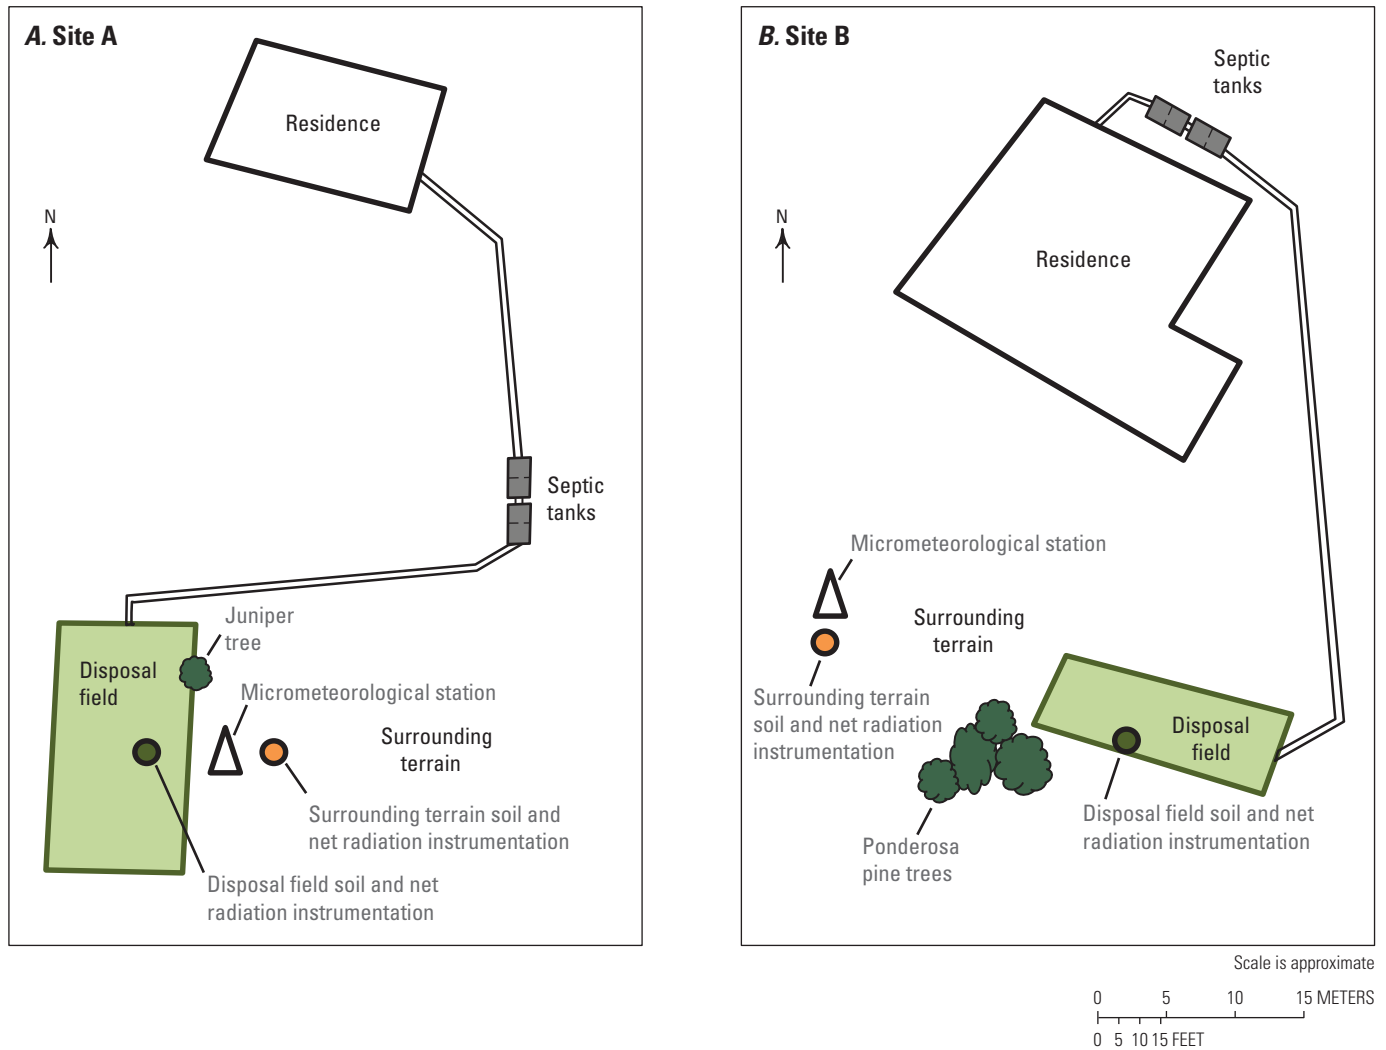 A. Site A
Residence
N
Septic
tanks
Juniper
tree
Disposal
field
Micrometeorological station
Surrounding
terrain
Surrounding terrain soil and
net radiation instrumentation
Disposal field soil and net
radiation instrumentation
B. Site B
Septic
tanks
N
Residence
Micrometeorological station
Surrounding
terrain
Surrounding terrain
soil and net radiation
instrumentation
Disposal
field
Disposal field soil and net
radiation instrumentation
Ponderosa
pine trees
Scale is approximate
0 5 10 15 METERS
0 5 10 15 FEET